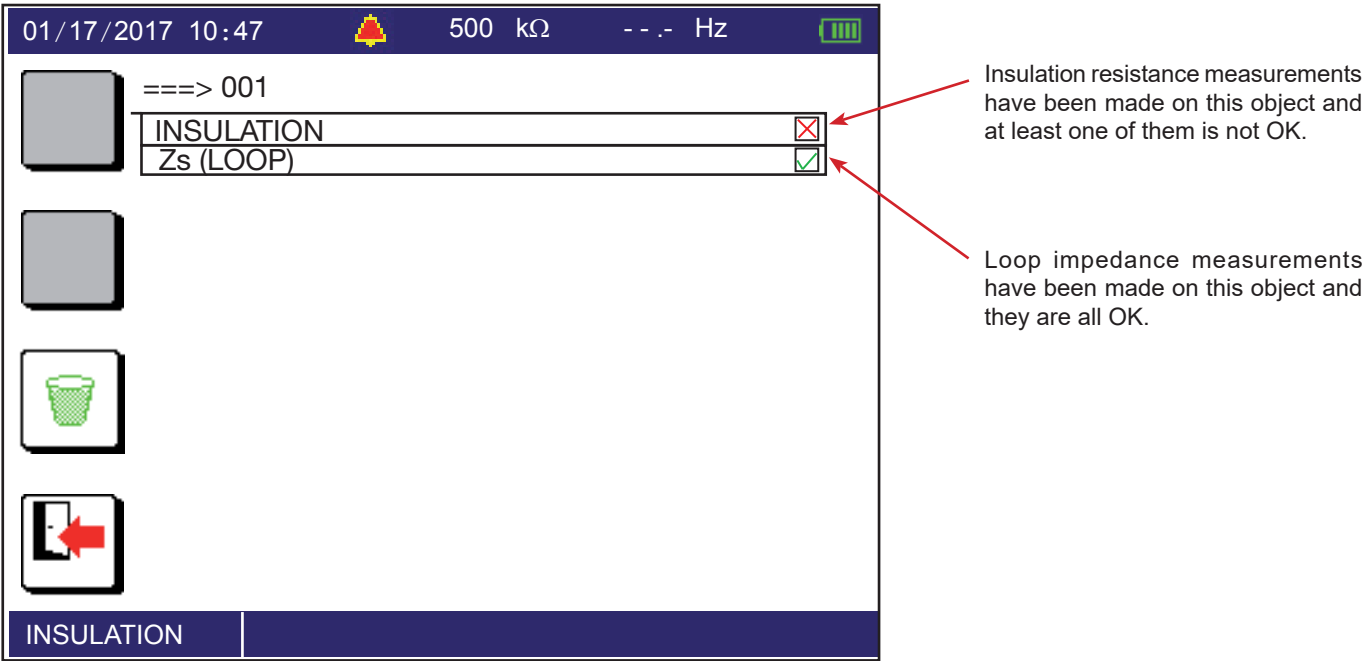 01/17/2017 10:47 500 kΩ - - .- Hz
===> 001
INSULATION
Zs (LOOP)
INSULATION
Insulation resistance measurements
have been made on this object and
at least one of them is not OK.
Loop impedance measurements
have been made on this object and
they are all OK.